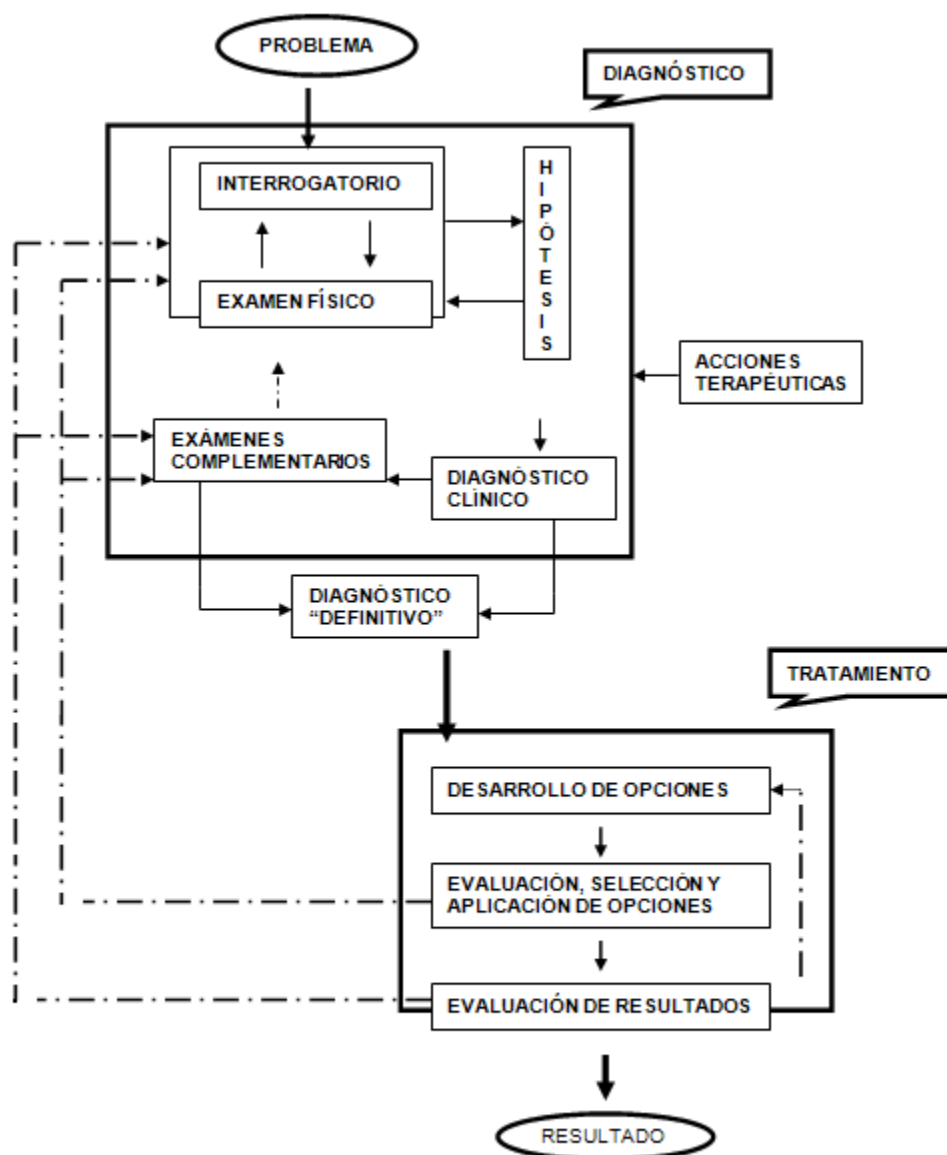 PROBLEMA
DIAGNÓSTICO
INTERROGATORIO
HIPÓTESIS
EXAMEN FÍSICO
ACCIONES
TERAPÉUTICAS
EXÁMENES
COMPLEMENTARIOS
DIAGNÓSTICO
CLÍNICO
DIAGNÓSTICO
“DEFINITIVO”
TRATAMIENTO
DESARROLLO DE OPCIONES
EVALUACIÓN, SELECCIÓN Y
APLICACIÓN DE OPCIONES
EVALUACIÓN DE RESULTADOS
RESULTADO